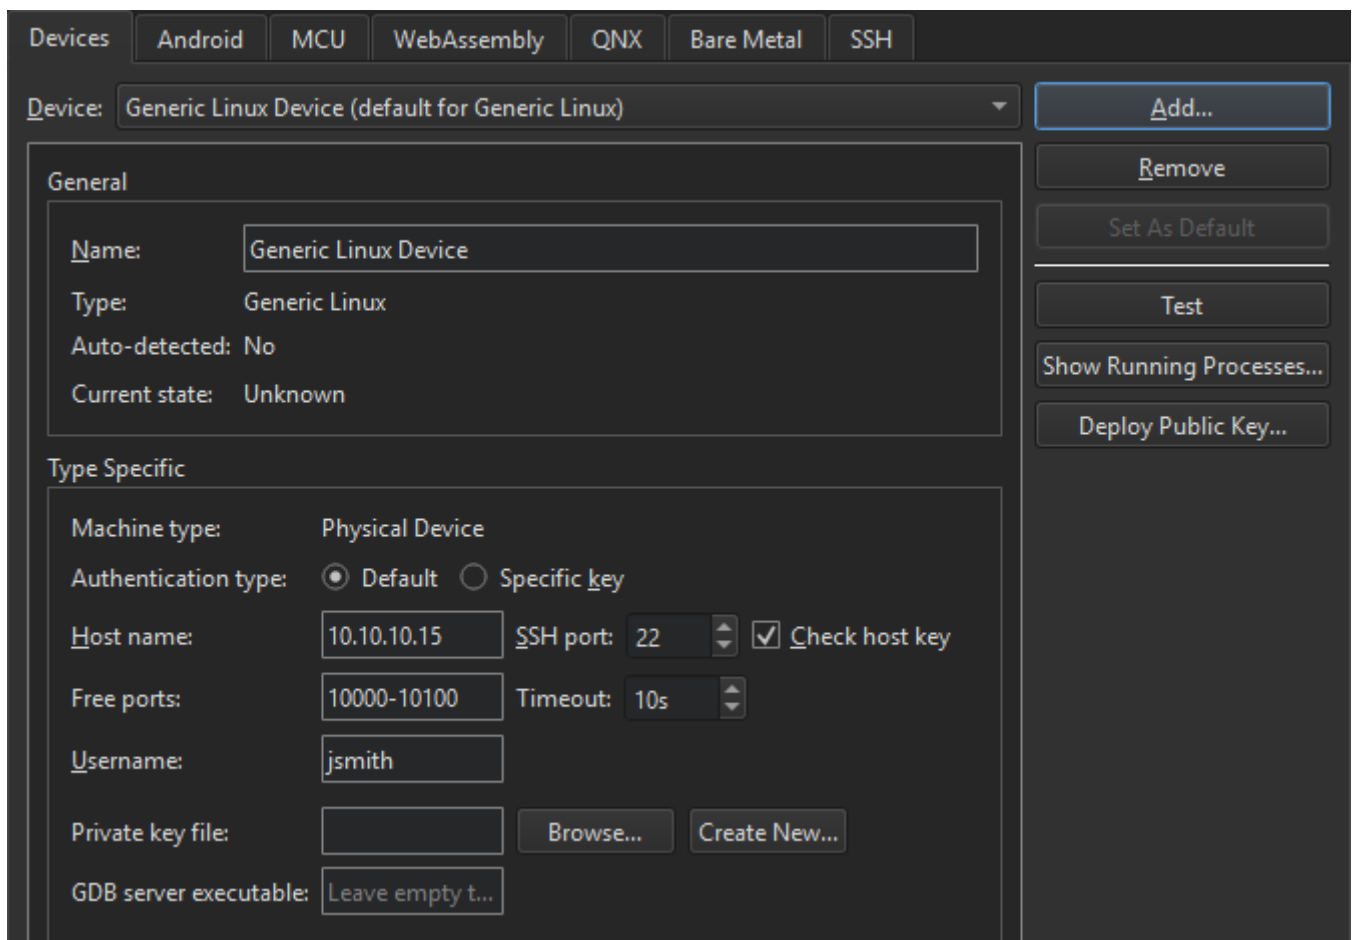 Devices Android MCU WebAssembly QNX Bare Metal SSH
Device: Generic Linux Device (default for Generic Linux) Add...
Remove
General
Set As Default
Name: Generic Linux Device
Type: Generic Linux Test
Auto-detected: No
Show Running Processes...
Current state: Unknown
Deploy Public Key...
Type Specific
Machine type: Physical Device
Authentication type: Default Specific key
Host name: 10.10.10.15 SSH port: 22 Check host key
Free ports: 10000-10100 Timeout: 10s
Username: jsmith
Private key file: Browse... Create New...
GDB server executable: Leave empty t...